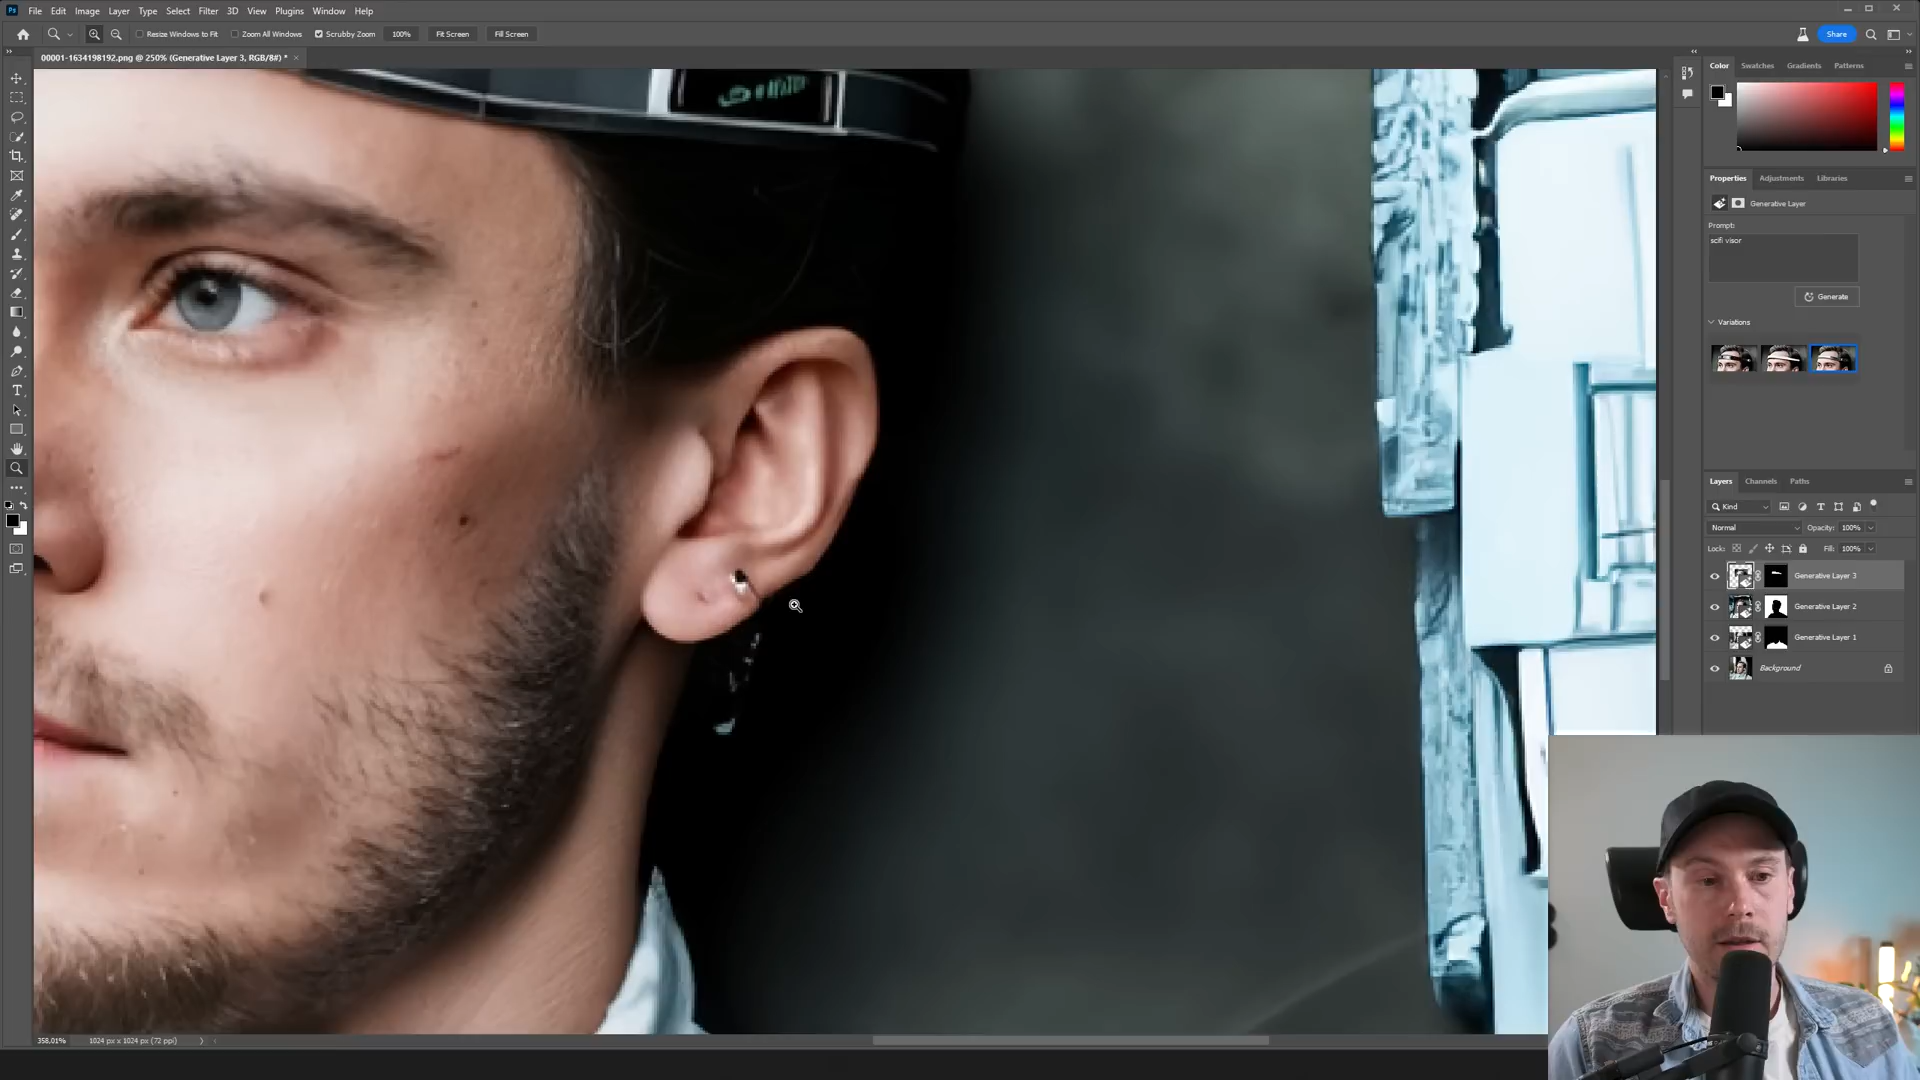 Ps File Edit Image Layer Type Select Filter 3D View Plugins Window Help
Resize Windows to Fit Zoom All Windows Scrubby Zoom 100% Fit Screen Fill Screen Share
00001-1634198192.png @ 250% (Generative Layer 3, RGB/8#) *
Color Swatches Gradients Patterns
Properties Adjustments Libraries
Generative Layer
Prompt:
scifi visor
Generate
Variations
Layers Channels Paths
Kind
Normal Opacity: 100%
Lock: Fill: 100%
Generative Layer 3
Generative Layer 2
Generative Layer 1
Background
358.01% 1024 px x 1024 px (72 ppi)